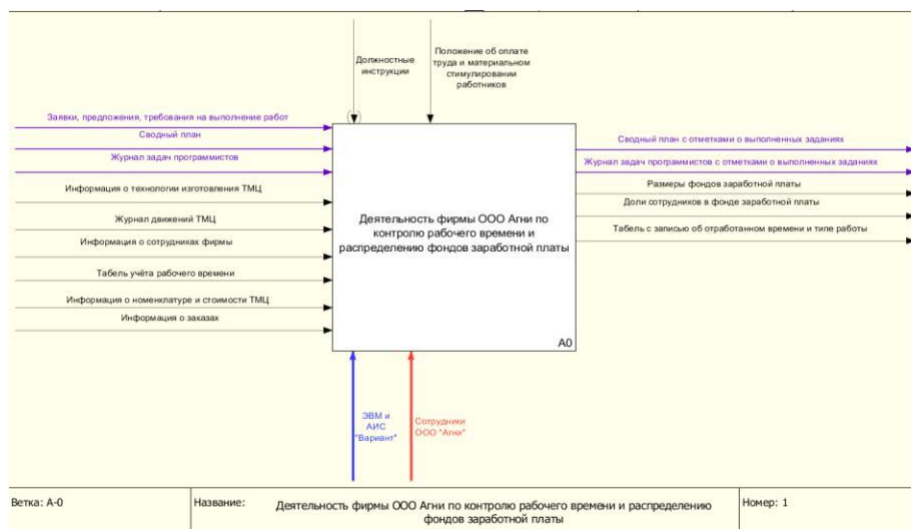 Должностные
инструкции
Положение об оплате
труда и материальном
стимулировании
работников
Заявки, предложения, требования на выполнение работ
Сводный план
Журнал задач программистов
Информация о технологии изготовления ТМЦ
Журнал движений ТМЦ
Информация о сотрудниках фирмы
Табель учёта рабочего времени
Информация о номенклатуре и стоимости ТМЦ
Информация о заказах
Деятельность фирмы ООО Агни по
контролю рабочего времени и
распределению фондов заработной платы
A0
Сводный план с отметками о выполненных заданиях
Журнал задач программистов с отметками о выполненных заданиях
Размеры фондов заработной платы
Доли сотрудников в фонде заработной платы
Табель с записью об отработанном времени и типе работы
ЭВМ и
АИС
"Вариант"
Сотрудники
ООО "Агни"
Ветка: A-0
Название:
Деятельность фирмы ООО Агни по контролю рабочего времени и распределению
фондов заработной платы
Номер: 1